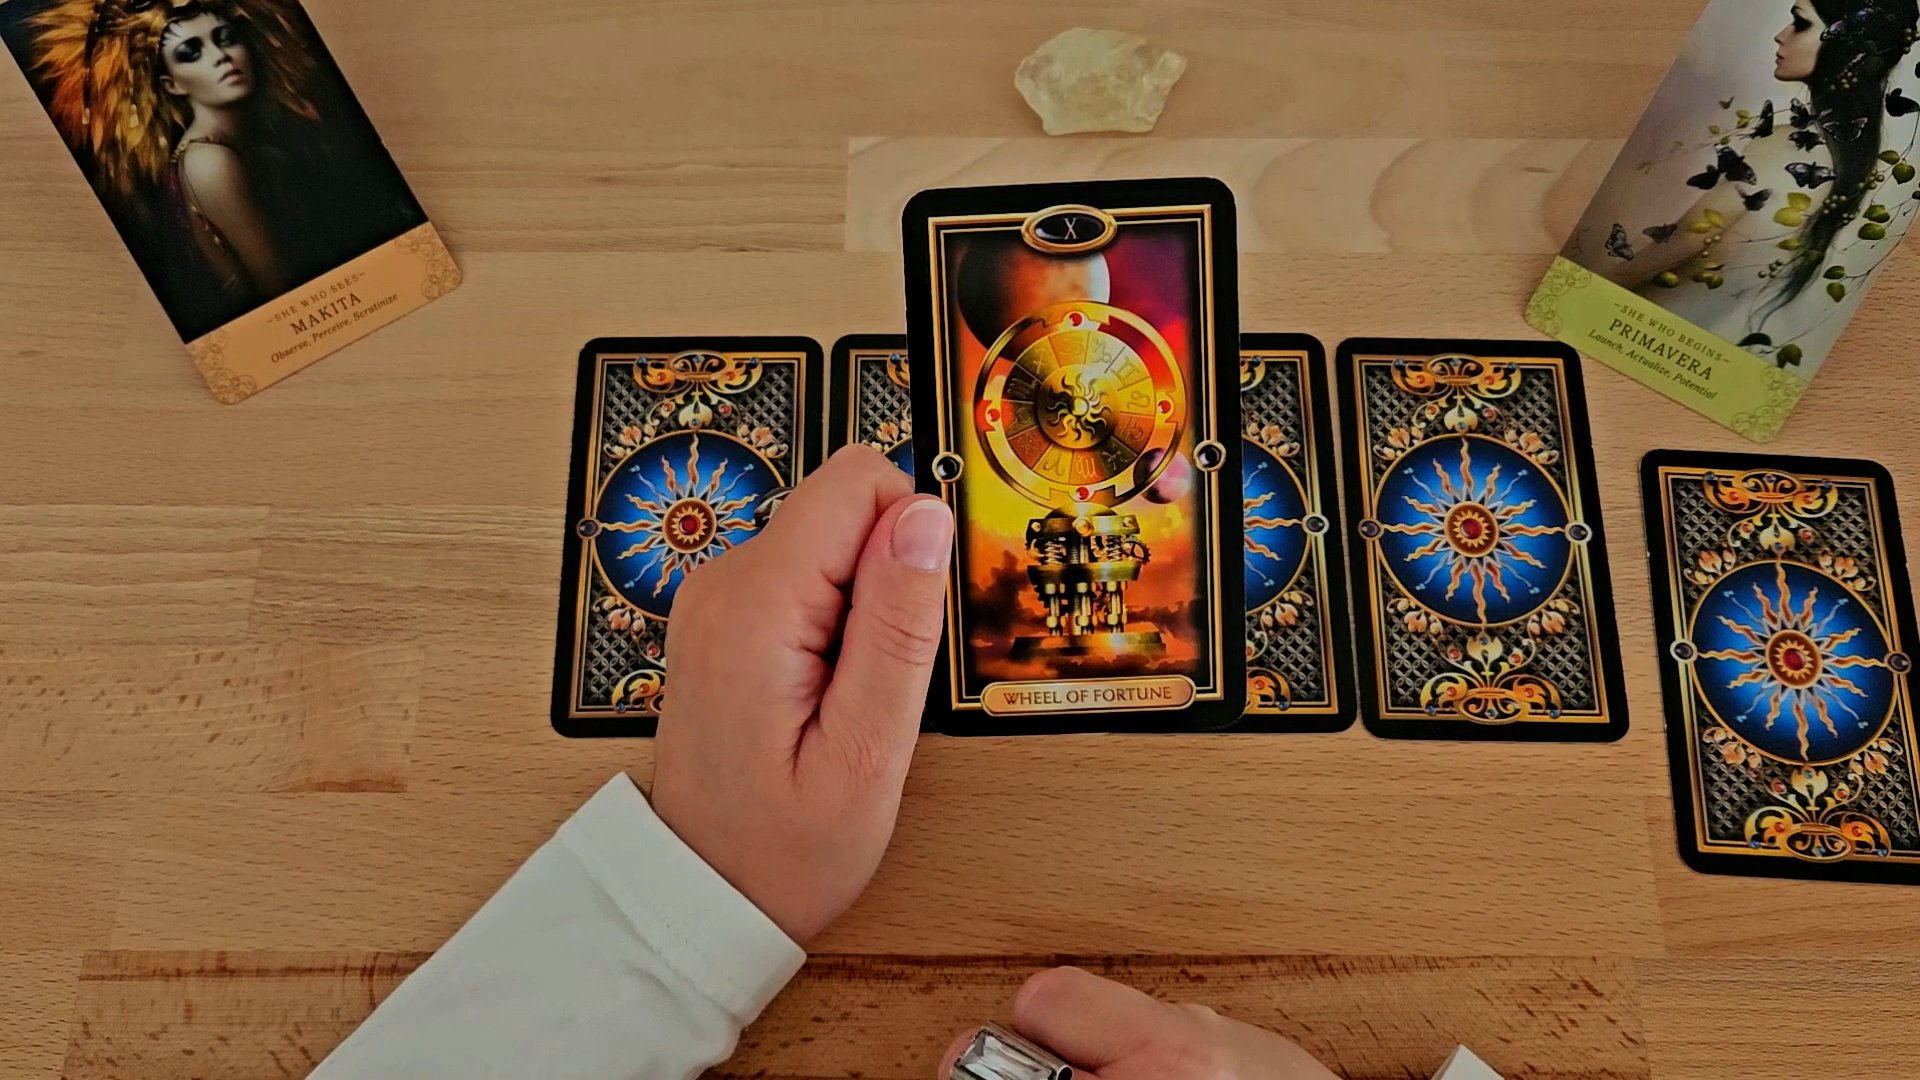 ~SHE WHO SEES~
MAKITA
Observe, Perceive, Scrutinize
X
WHEEL OF FORTUNE
~SHE WHO BEGINS~
PRIMAVERA
Launch, Actualize, Potential